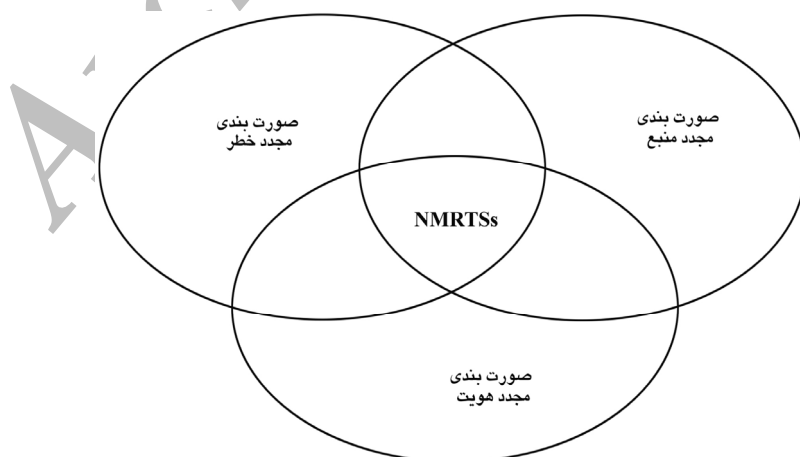 صورت بندی
مجدد منبع
صورت بندی
مجدد خطر
NMRTSs
صورت بندی
مجدد هویت